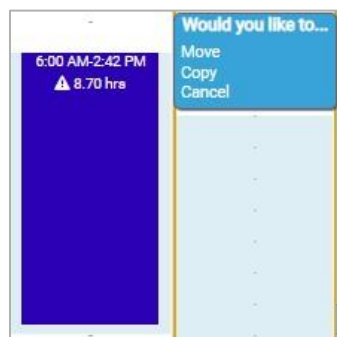 6:00 AM-2:42 PM
⚠ 8.70 hrs
Would you like to...
Move
Copy
Cancel